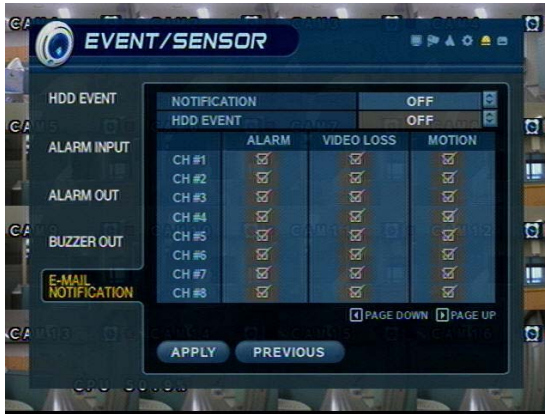 EVENT/SENSOR
HDD EVENT
ALARM INPUT
ALARM OUT
BUZZER OUT
E-MAIL NOTIFICATION
NOTIFICATION OFF
HDD EVENT OFF
ALARM VIDEO LOSS MOTION
CH #1
CH #2
CH #3
CH #4
CH #5
CH #6
CH #7
CH #8
PAGE DOWN PAGE UP
APPLY PREVIOUS